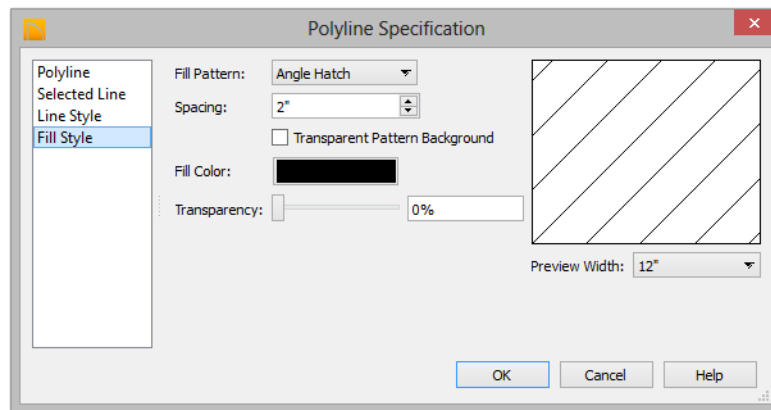 Polyline Specification
Polyline
Selected Line
Line Style
Fill Style
Fill Pattern: Angle Hatch
Spacing: 2"
Transparent Pattern Background
Fill Color:
Transparency: 0%
Preview Width: 12"
OK Cancel Help